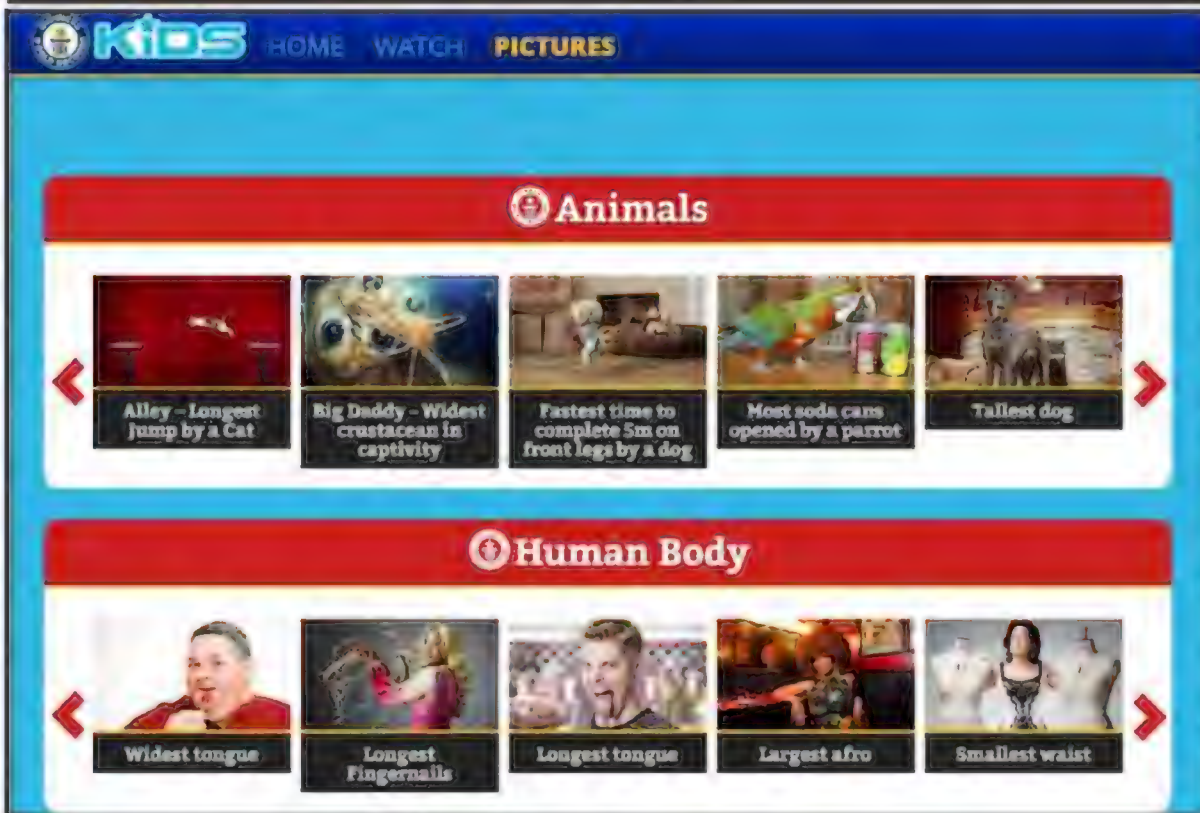 KiDS HOME WATCH PICTURES
Animals
Alley – Longest
Jump by a Cat
Big Daddy – Widest
crustacean in
captivity
Fastest time to
complete 5m on
front legs by a dog
Most soda cans
opened by a parrot
Tallest dog
Human Body
Widest tongue
Longest
Fingernails
Longest tongue
Largest afro
Smallest waist